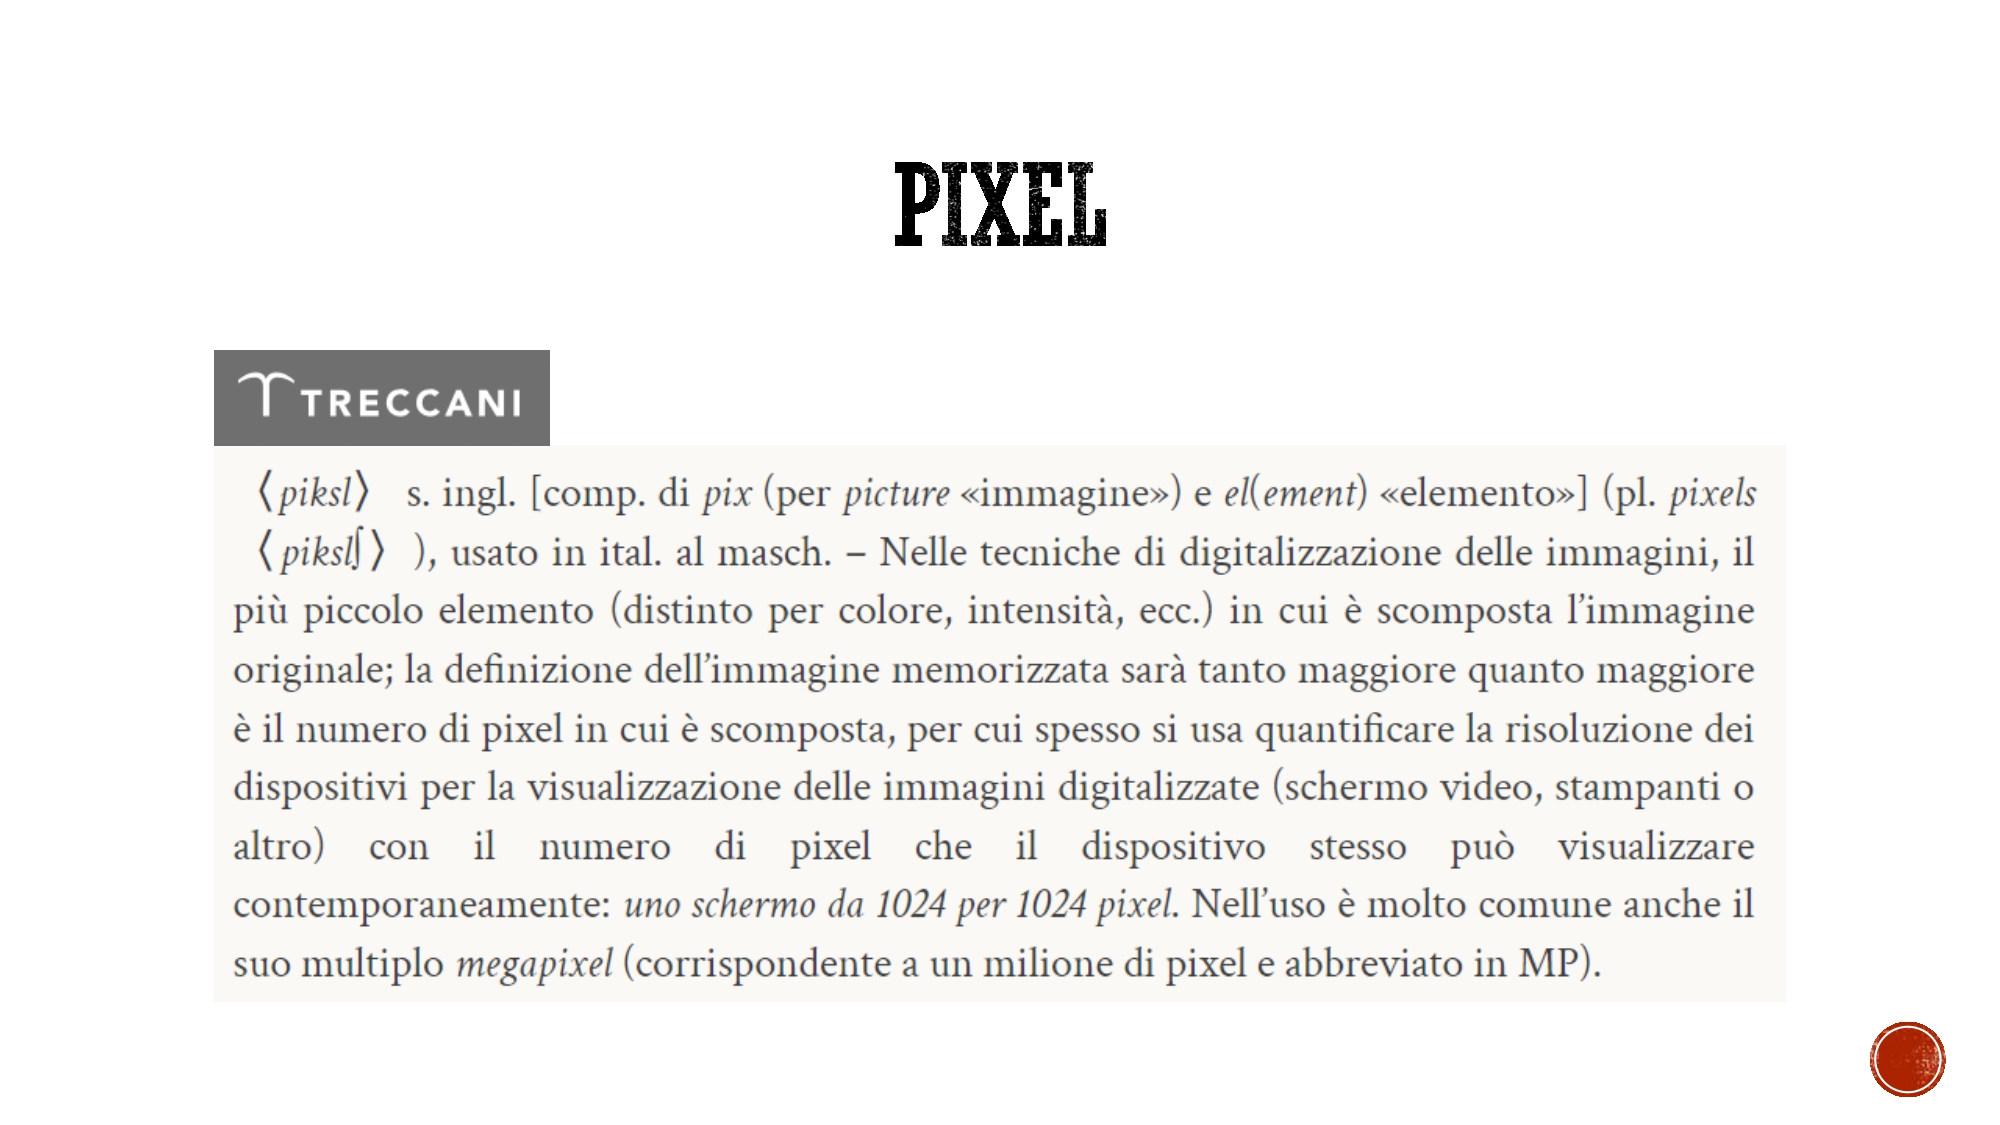 PIXEL
TRECCANI
⟨piksl⟩ s. ingl. [comp. di pix (per picture «immagine») e el(ement) «elemento»] (pl. pixels
⟨piksl∫⟩ ), usato in ital. al masch. – Nelle tecniche di digitalizzazione delle immagini, il
più piccolo elemento (distinto per colore, intensità, ecc.) in cui è scomposta l’immagine
originale; la definizione dell’immagine memorizzata sarà tanto maggiore quanto maggiore
è il numero di pixel in cui è scomposta, per cui spesso si usa quantificare la risoluzione dei
dispositivi per la visualizzazione delle immagini digitalizzate (schermo video, stampanti o
altro) con il numero di pixel che il dispositivo stesso può visualizzare
contemporaneamente: uno schermo da 1024 per 1024 pixel. Nell’uso è molto comune anche il
suo multiplo megapixel (corrispondente a un milione di pixel e abbreviato in MP).